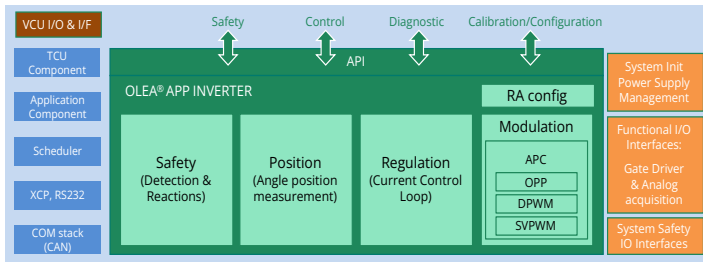 VCU I/O & I/F
Safety
Control
Diagnostic
Calibration/Configuration
TCU
Component
Application
Component
Scheduler
XCP, RS232
COM stack
(CAN)
API
OLEA® APP INVERTER
RA config
Safety
(Detection &
Reactions)
Position
(Angle position
measurement)
Regulation
(Current Control
Loop)
Modulation
APC
OPP
DPWM
SVPWM
System Init
Power Supply
Management
Functional I/O
Interfaces:
Gate Driver
& Analog
acquisition
System Safety
IO Interfaces